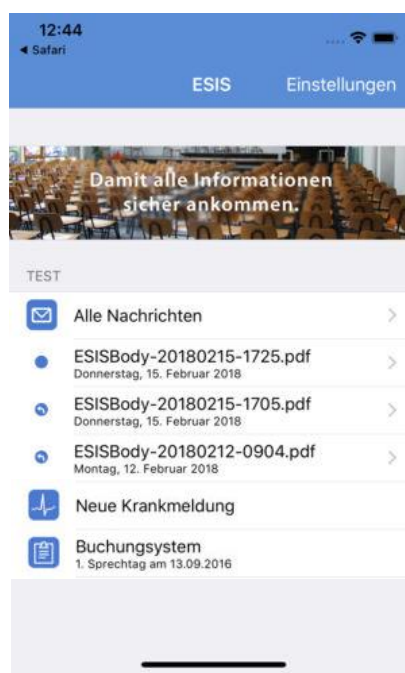 12:44
◀ Safari
ESIS
Einstellungen
Damit alle Informationen
sicher ankommen.
TEST
Alle Nachrichten
ESISBody-20180215-1725.pdf
Donnerstag, 15. Februar 2018
ESISBody-20180215-1705.pdf
Donnerstag, 15. Februar 2018
ESISBody-20180212-0904.pdf
Montag, 12. Februar 2018
Neue Krankmeldung
Buchungsystem
1. Sprechtag am 13.09.2016